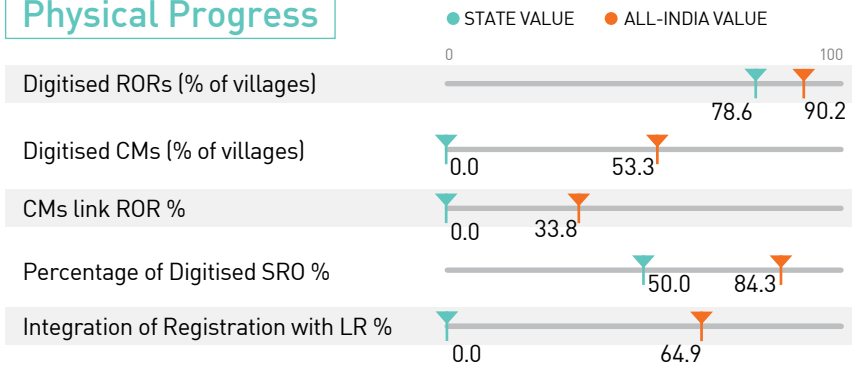 Physical Progress
STATE VALUE ALL-INDIA VALUE
0 100
Digitised RORs (% of villages)
78.6 90.2
Digitised CMs (% of villages)
0.0 53.3
CMs link ROR %
0.0 33.8
Percentage of Digitised SRO %
50.0 84.3
Integration of Registration with LR %
0.0 64.9